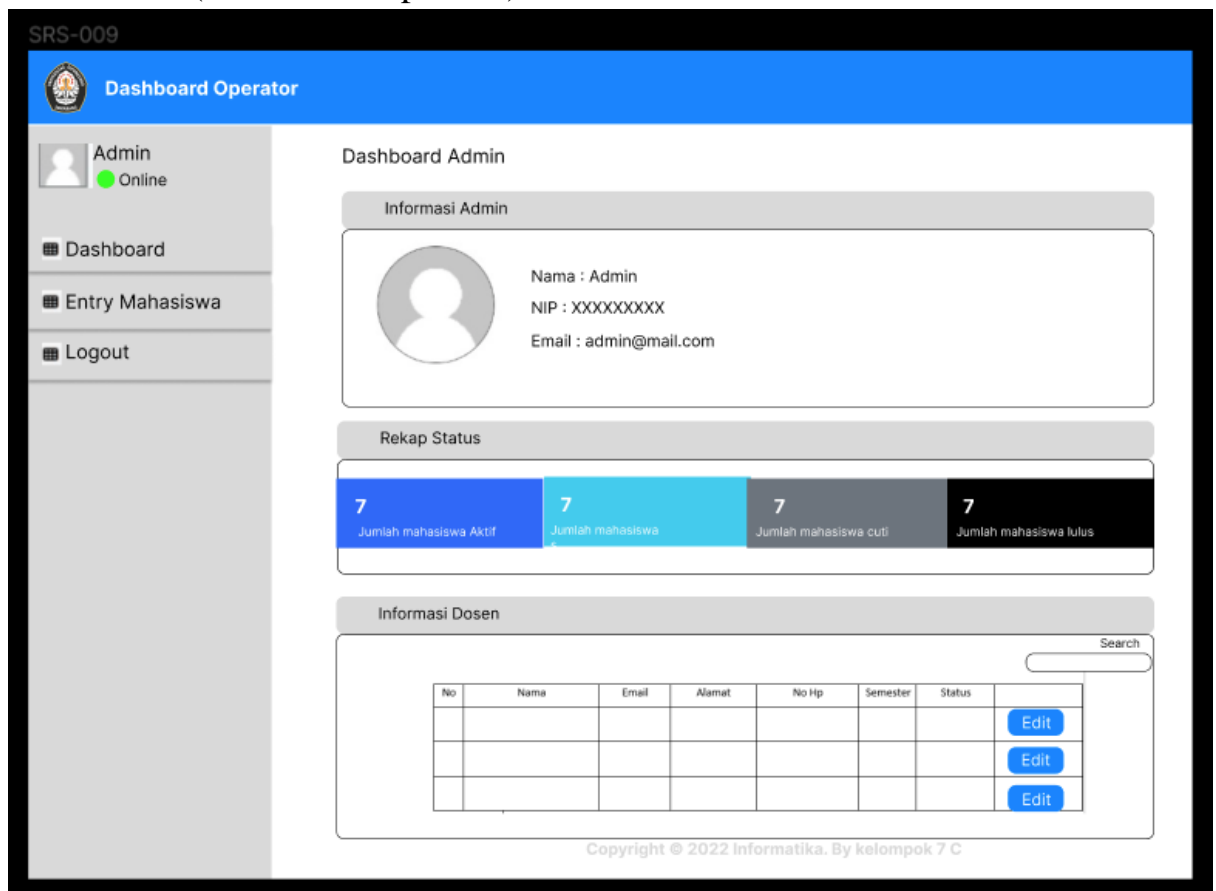 SRS-009
Dashboard Operator
Admin
Online
Dashboard
Entry Mahasiswa
Logout
Dashboard Admin
Informasi Admin
Nama : Admin
NIP : XXXXXXXXX
Email : admin@mail.com
Rekap Status
7
Jumlah mahasiswa Aktif
7
Jumlah mahasiswa
7
Jumlah mahasiswa cuti
7
Jumlah mahasiswa lulus
Informasi Dosen
Search
No Nama Email Alamat No Hp Semester Status
Edit
Edit
Edit
Copyright © 2022 Informatika. By kelompok 7 C